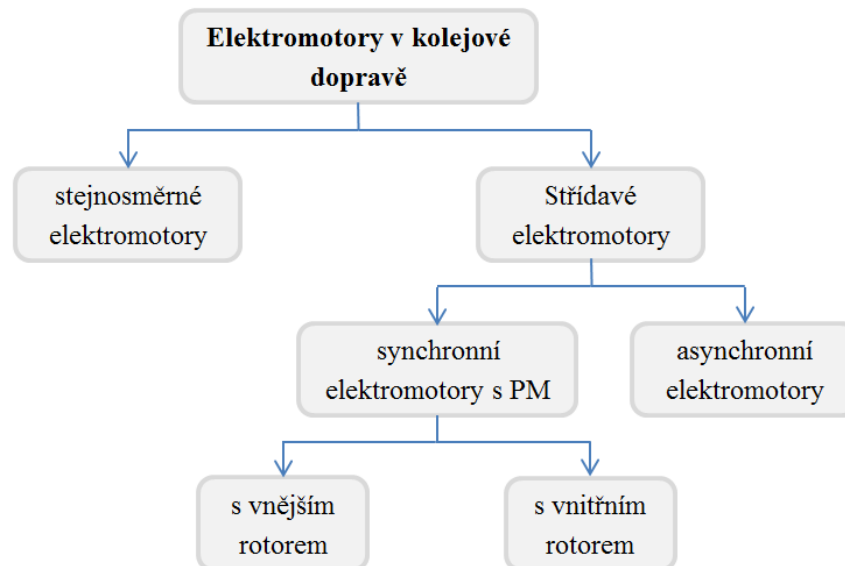 Elektromotory v kolejové
dopravě
stejnosměrné
elektromotory
Střídavé
elektromotory
synchronní
elektromotory s PM
asynchronní
elektromotory
s vnějším
rotorem
s vnitřním
rotorem